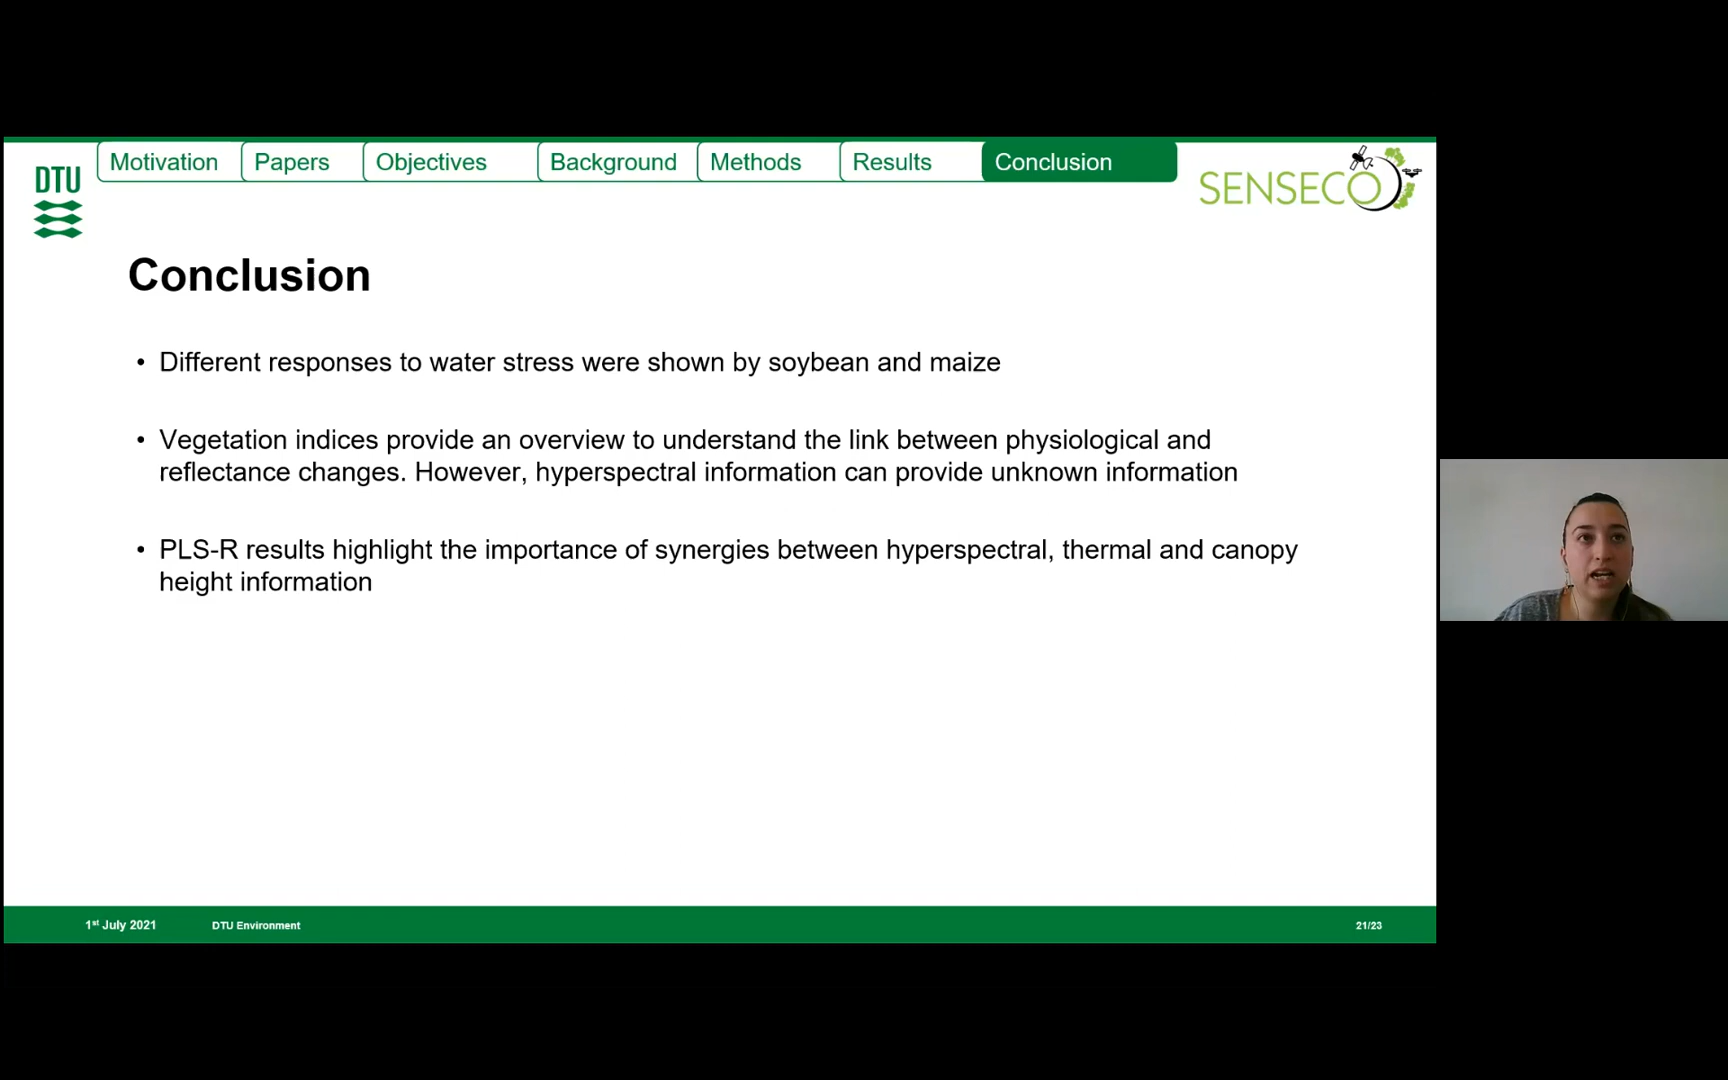 Motivation
Papers
Objectives
Background
Methods
Results
Conclusion
DTU
SENSECO
Conclusion
• Different responses to water stress were shown by soybean and maize
• Vegetation indices provide an overview to understand the link between physiological and
reflectance changes. However, hyperspectral information can provide unknown information
• PLS-R results highlight the importance of synergies between hyperspectral, thermal and canopy
height information
1st July 2021
DTU Environment
21/23